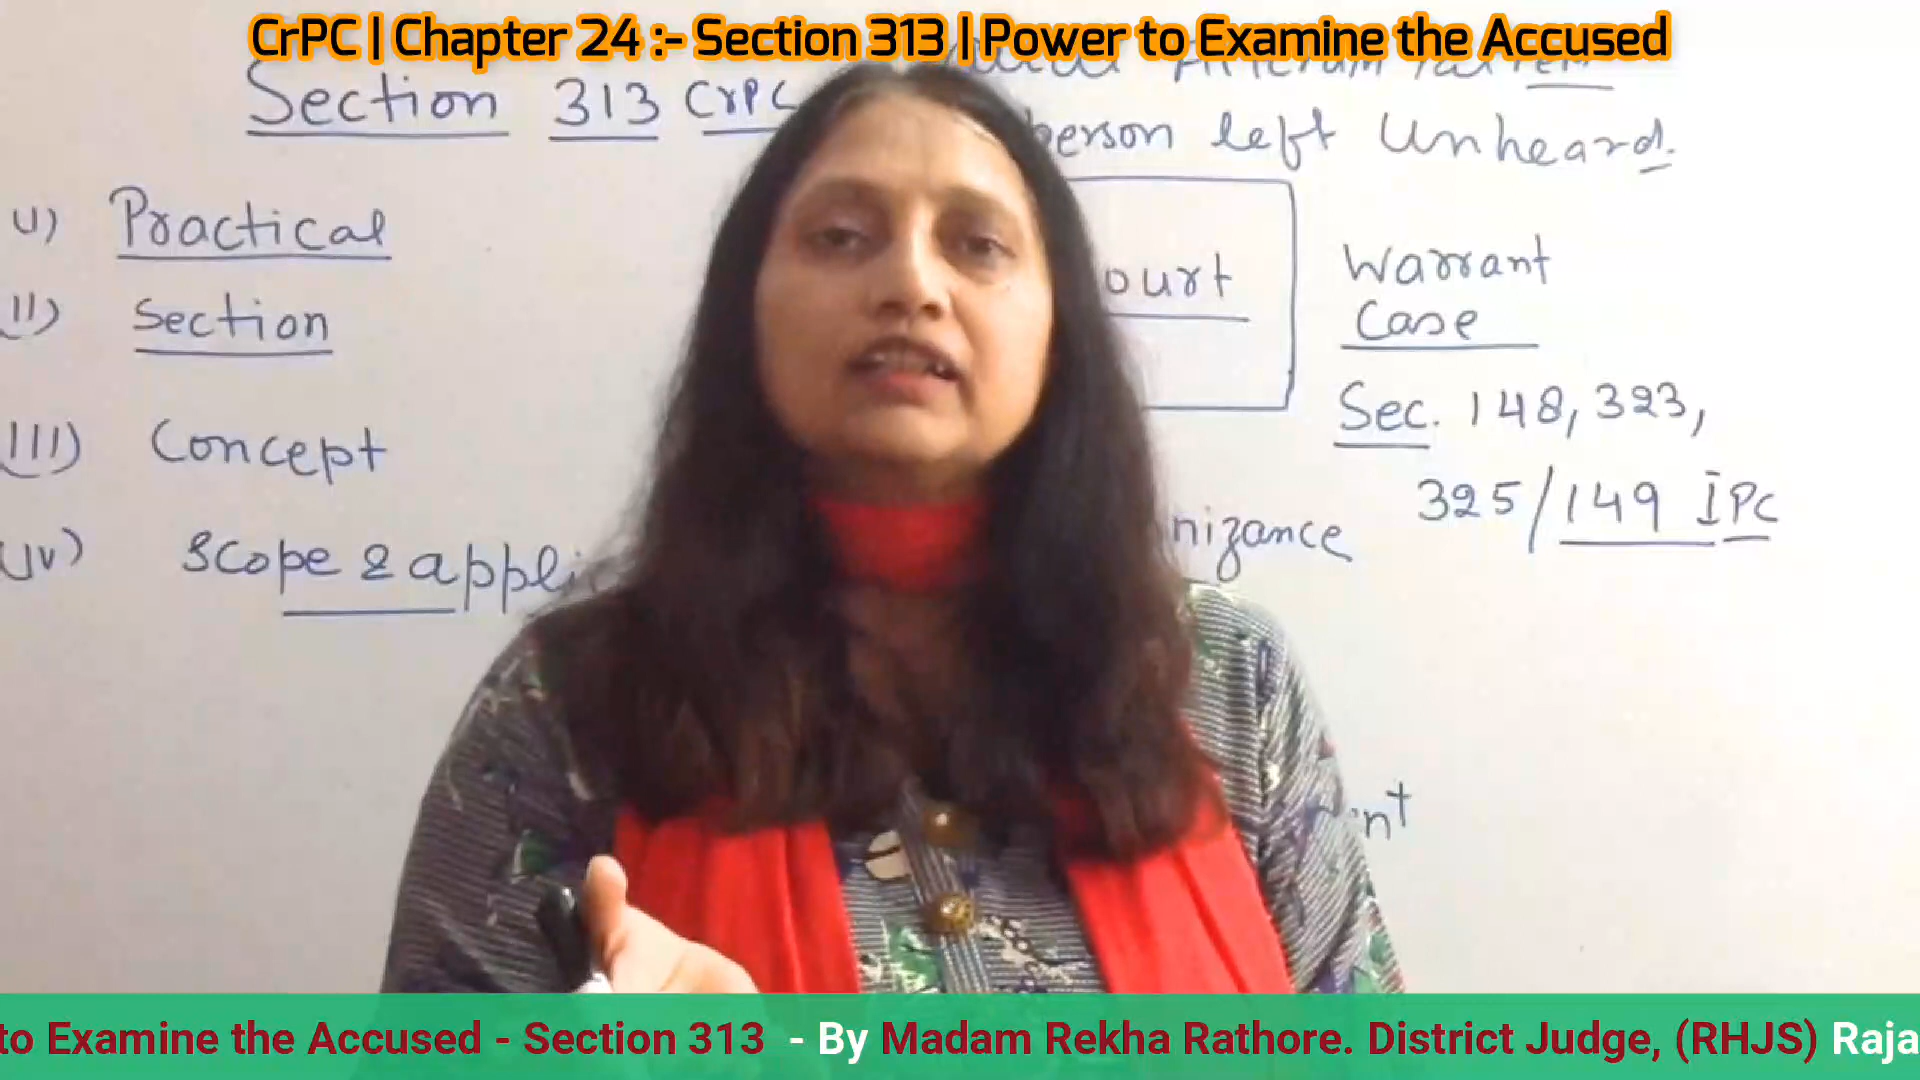 CrPC | Chapter 24 :- Section 313 | Power to Examine the Accused
Section 313 CrPC
person left Unheard.
(I) Practical
(II) Section
(III) Concept
(IV) Scope & appli
ourt
Warrant
Case
Sec. 148, 323,
325/149 IPC
nizance
nt
to Examine the Accused - Section 313 - By Madam Rekha Rathore. District Judge, (RHJS) Raja